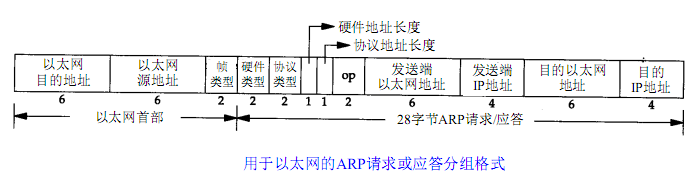 硬件地址长度
协议地址长度
以太网
目的地址
以太网
源地址
帧
类型
硬件
类型
协议
类型
op
发送端
以太网地址
发送端
IP地址
目的以太网
地址
目的
IP地址
6
6
2
2
2
1
1
2
6
4
6
4
以太网首部
28字节ARP请求/应答
用于以太网的ARP请求或应答分组格式